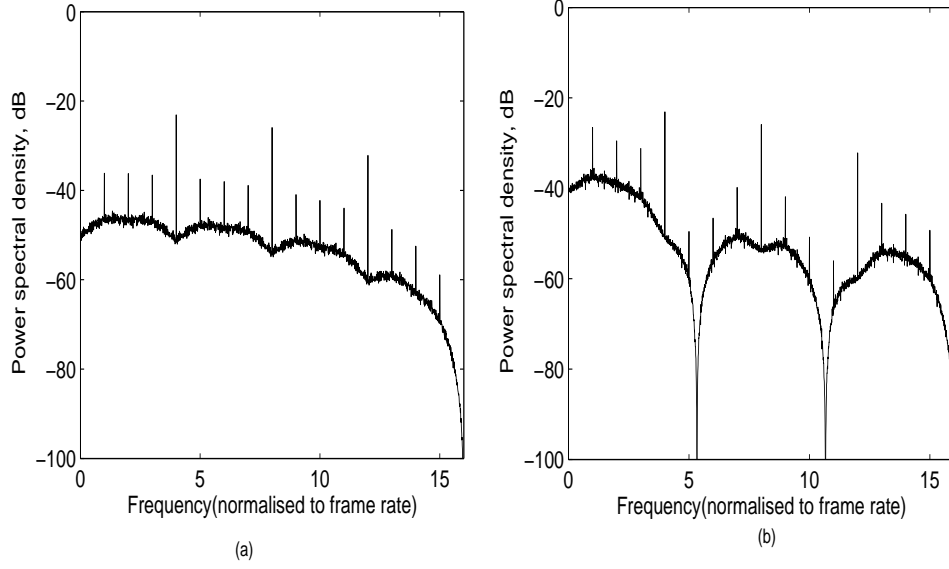 0
−20
−40
−60
−80
−100
Power spectral density, dB
0 5 10 15
Frequency(normalised to frame rate)
(a)
0
−20
−40
−60
−80
−100
Power spectral density, dB
0 5 10 15
Frequency(normalised to frame rate)
(b)